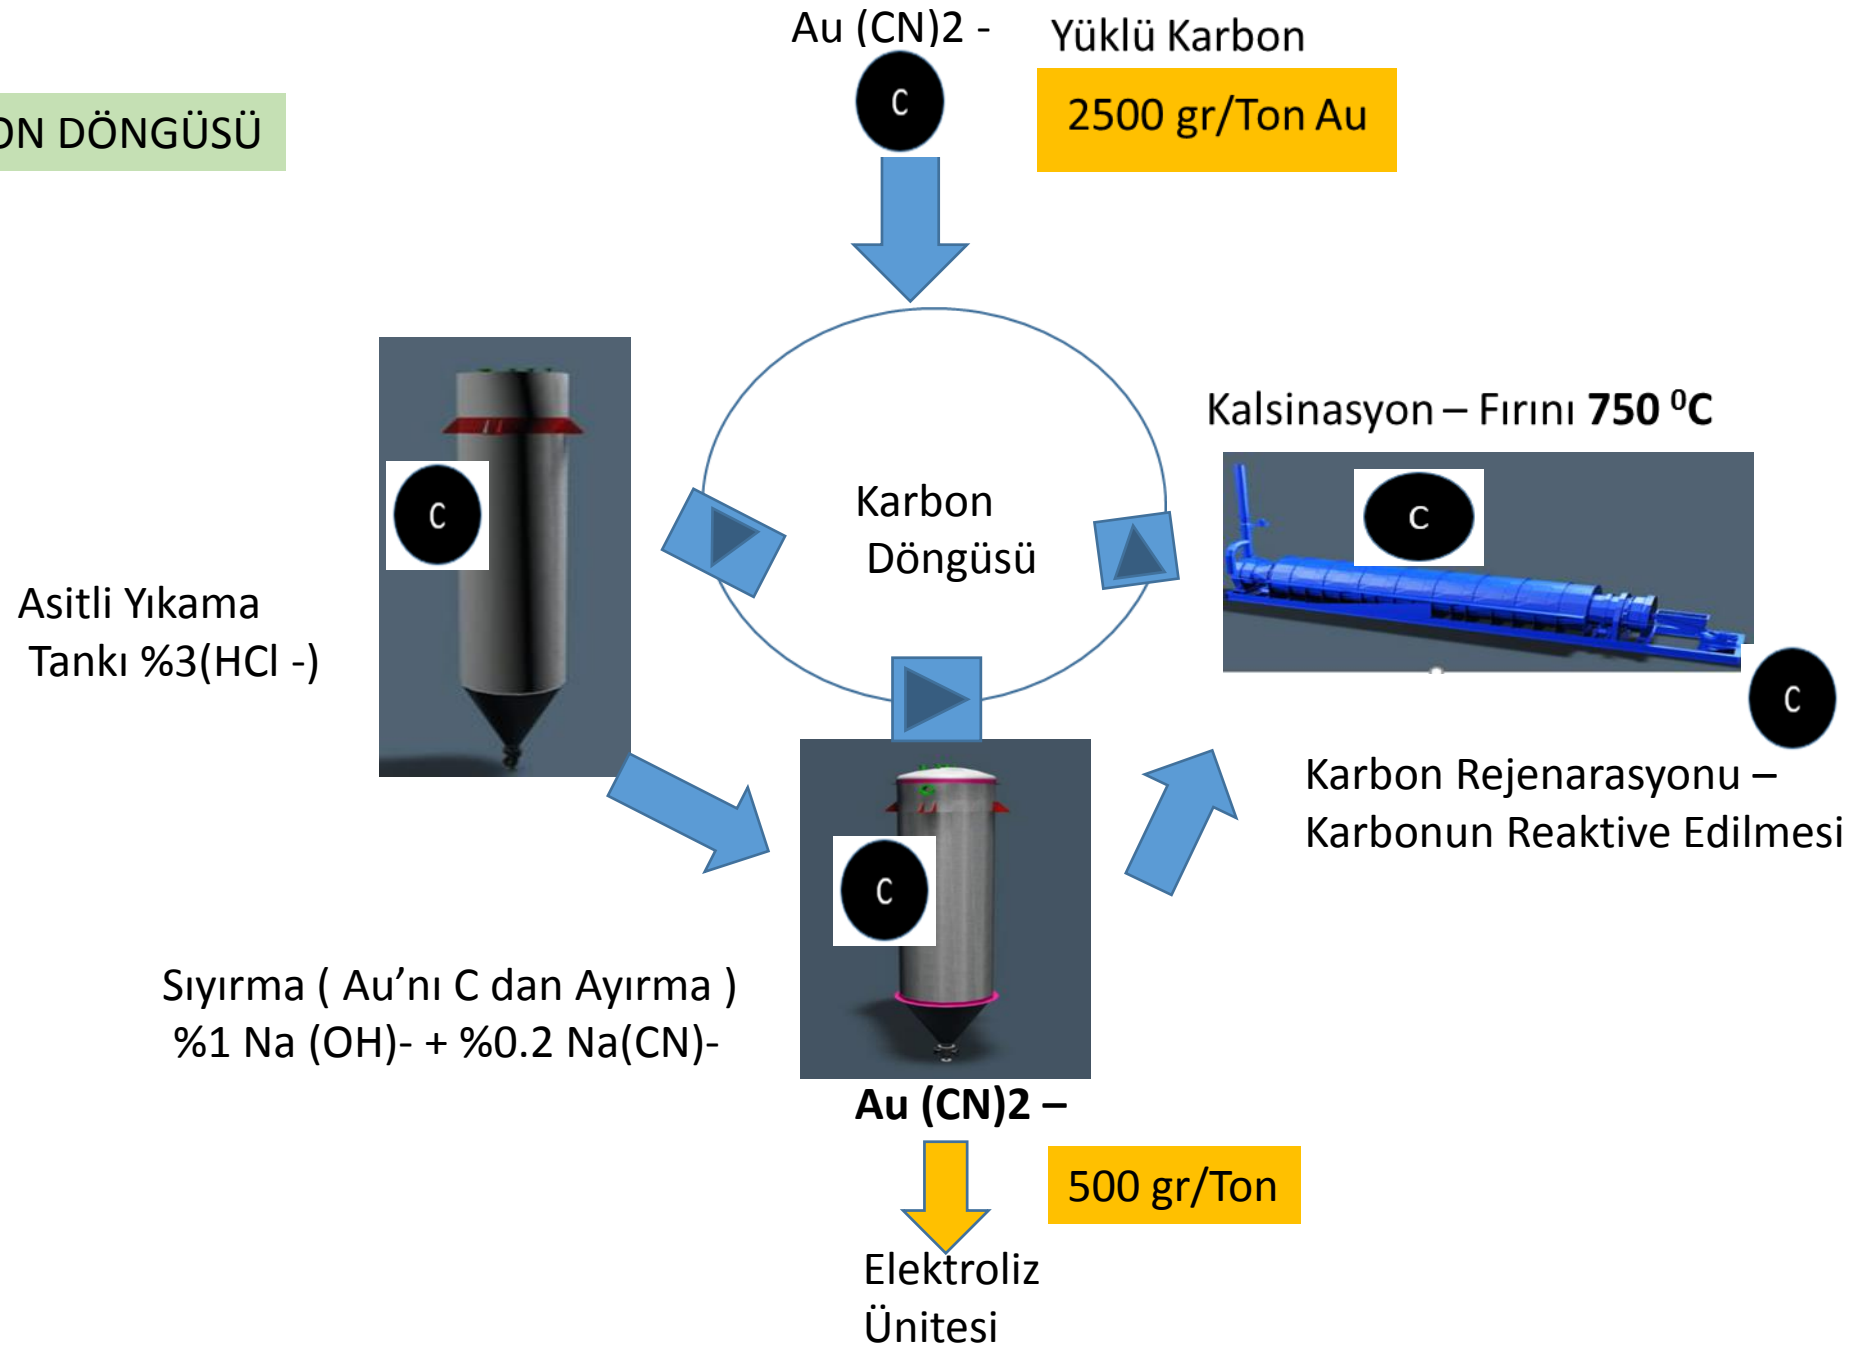 Au (CN)2 -
Yüklü Karbon
C
2500 gr/Ton Au
ON DÖNGÜSÜ
Kalsinasyon – Fırını 750 ⁰C
C
C
Karbon
Döngüsü
Asitli Yıkama
Tankı %3(HCl -)
C
Karbon Rejenarasyonu –
Karbonun Reaktive Edilmesi
C
Sıyırma ( Au’nı C dan Ayırma )
%1 Na (OH)- + %0.2 Na(CN)-
Au (CN)2 –
500 gr/Ton
Elektroliz
Ünitesi